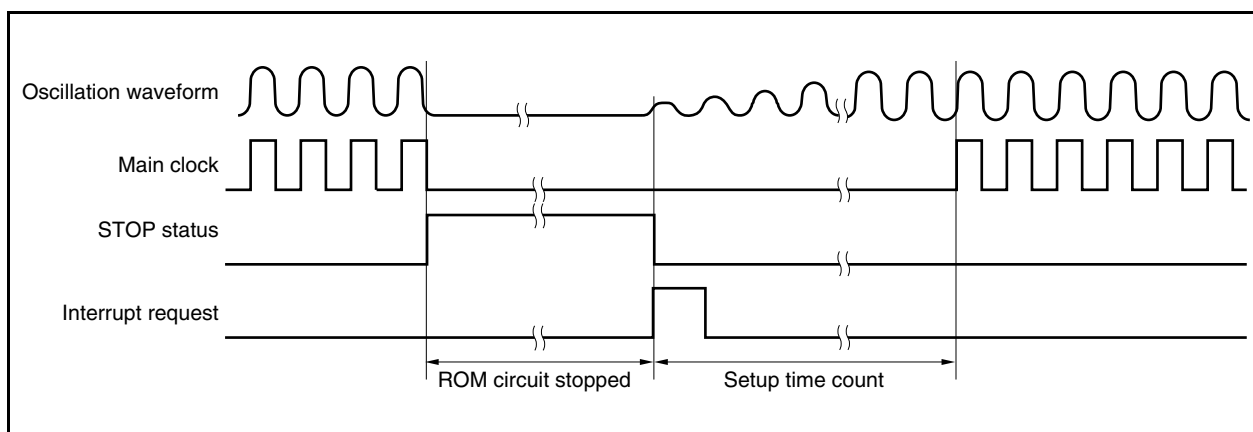 Oscillation waveform
Main clock
STOP status
Interrupt request
ROM circuit stopped
Setup time count